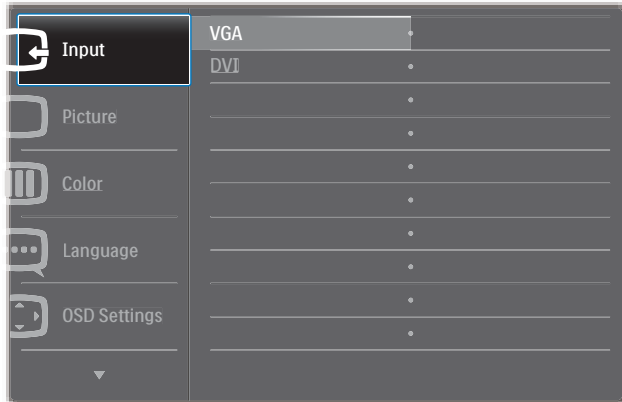 Input
VGA
DVI
Picture
Color
Language
OSD Settings